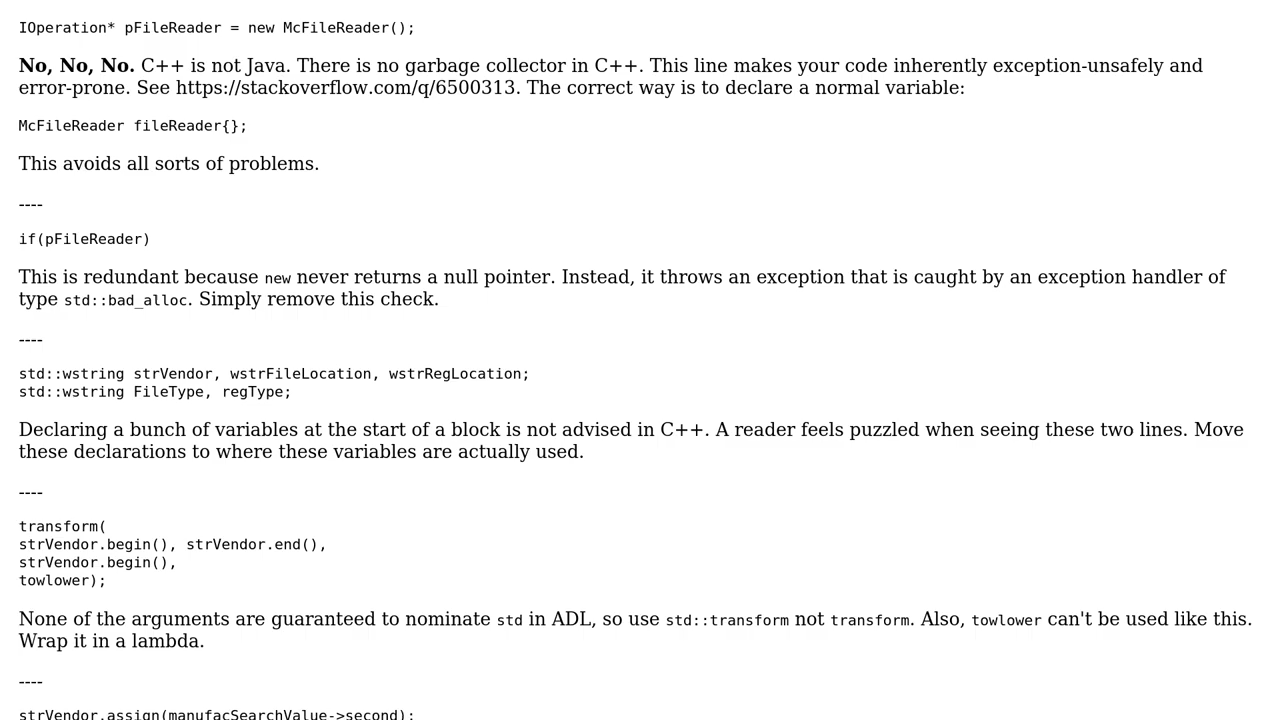 IOperation* pFileReader = new McFileReader();
No, No, No. C++ is not Java. There is no garbage collector in C++. This line makes your code inherently exception-unsafely and
error-prone. See https://stackoverflow.com/q/6500313. The correct way is to declare a normal variable:
McFileReader fileReader{};
This avoids all sorts of problems.
----
if(pFileReader)
This is redundant because new never returns a null pointer. Instead, it throws an exception that is caught by an exception handler of
type std::bad_alloc. Simply remove this check.
----
std::wstring strVendor, wstrFileLocation, wstrRegLocation;
std::wstring FileType, regType;
Declaring a bunch of variables at the start of a block is not advised in C++. A reader feels puzzled when seeing these two lines. Move
these declarations to where these variables are actually used.
----
transform(
strVendor.begin(), strVendor.end(),
strVendor.begin(),
towlower);
None of the arguments are guaranteed to nominate std in ADL, so use std::transform not transform. Also, towlower can't be used like this.
Wrap it in a lambda.
----
strVendor.assign(manufacSearchValue->second);